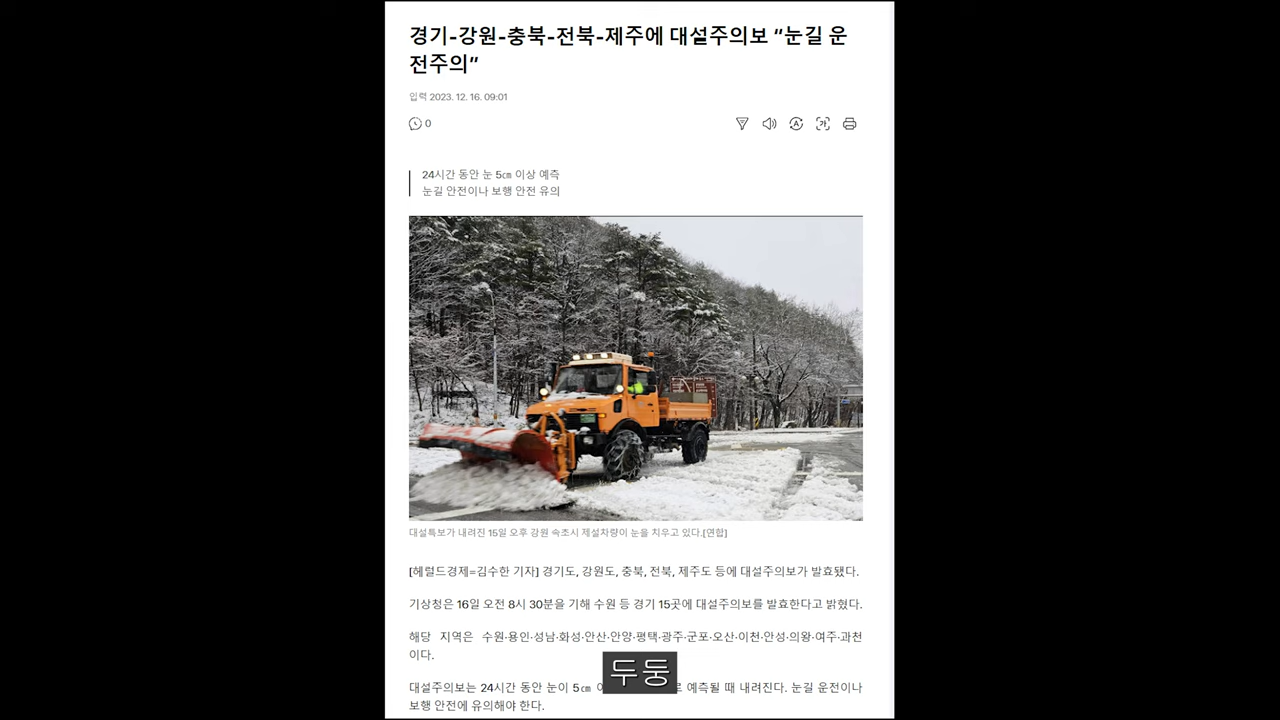 경기-강원-충북-전북-제주에 대설주의보 “눈길 운
전주의”
입력 2023. 12. 16. 09:01
0
24시간 동안 눈 5㎝ 이상 예측
눈길 안전이나 보행 안전 유의
대설특보가 내려진 15일 오후 강원 속초시 제설차량이 눈을 치우고 있다.[연합]
[헤럴드경제=김수한 기자] 경기도, 강원도, 충북, 전북, 제주도 등에 대설주의보가 발효됐다.
기상청은 16일 오전 8시 30분을 기해 수원 등 경기 15곳에 대설주의보를 발효한다고 밝혔다.
해당 지역은 수원·용인·성남·화성·안산·안양·평택·광주·군포·오산·이천·안성·의왕·여주·과천
이다.
대설주의보는 24시간 동안 눈이 5㎝ 예측될 때 내려진다. 눈길 운전이나
보행 안전에 유의해야 한다.
두둥